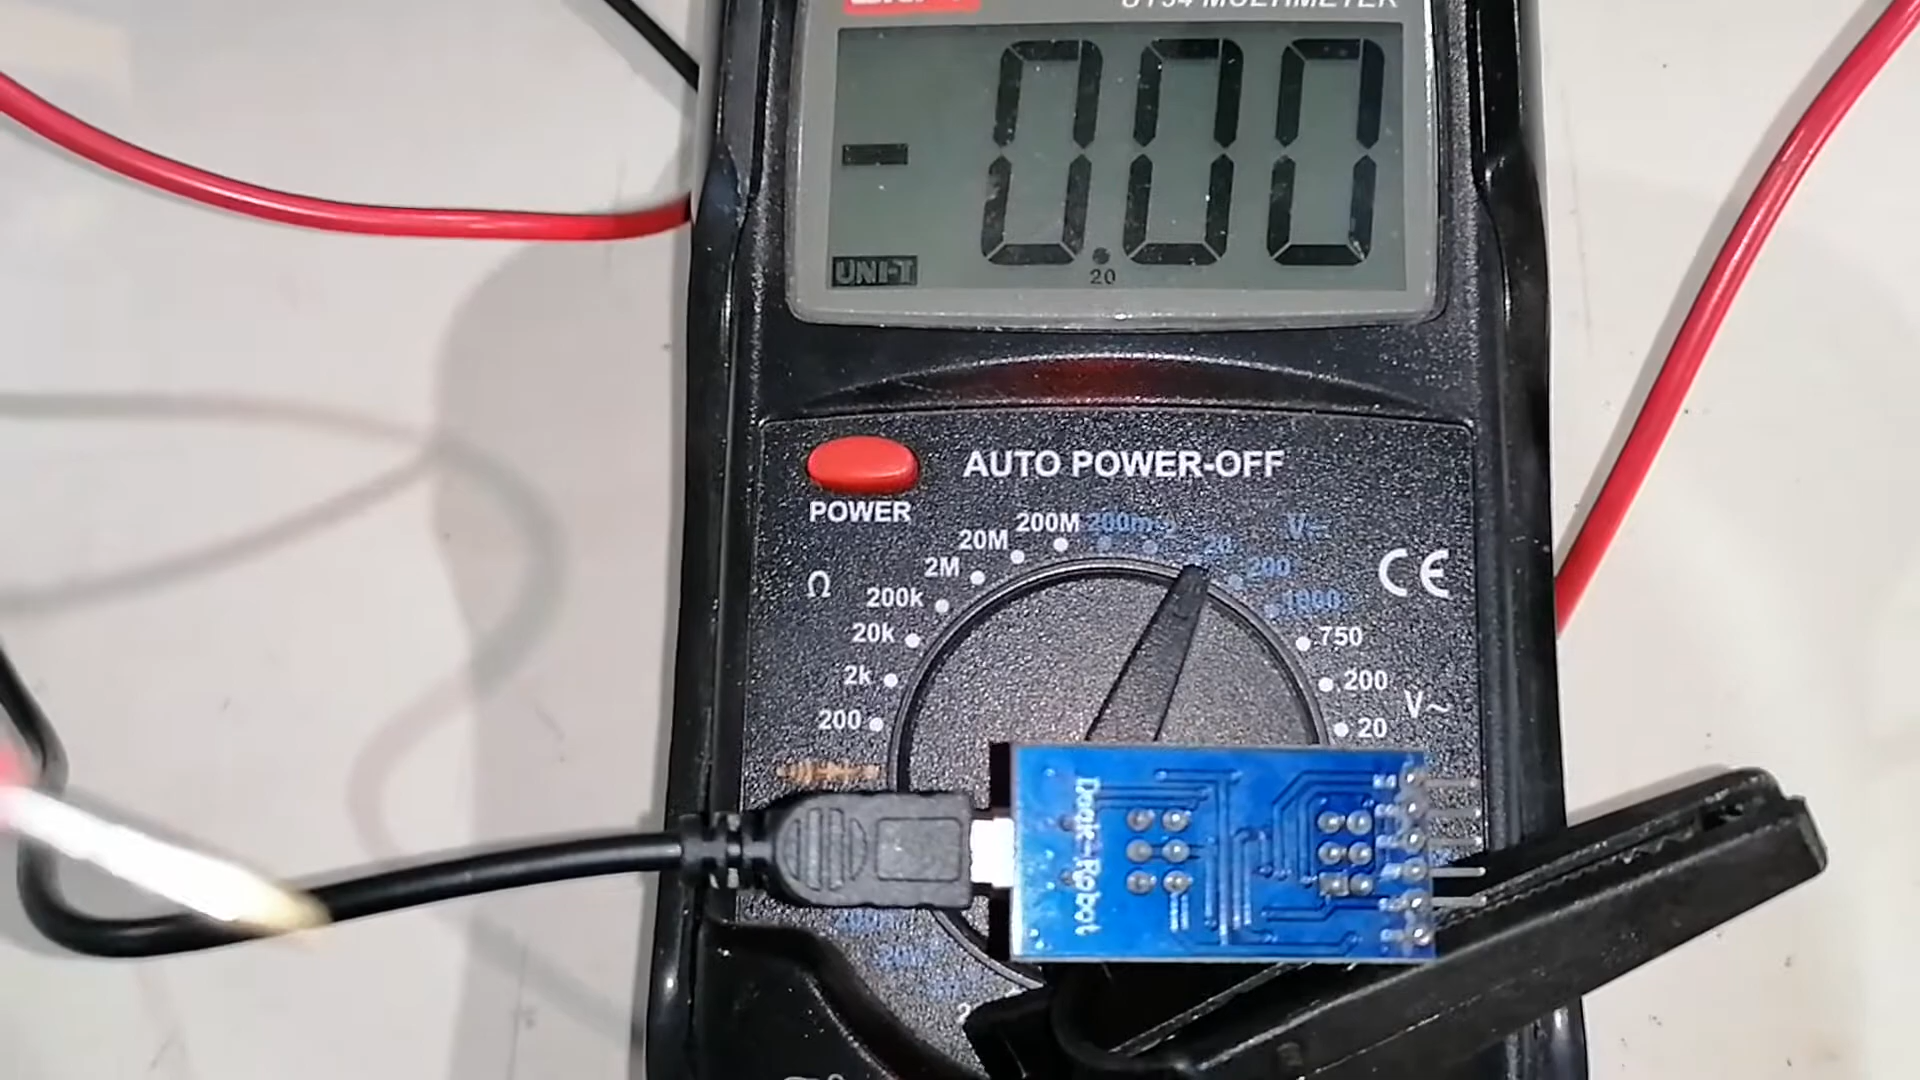 MULTIMETER
- 0.00
UNI-T
20
AUTO POWER-OFF
POWER
200M
20M
2M
200k
20k
2k
200
Ω
20
200
1000
V~
750
200
20
CE
Deek-Robot